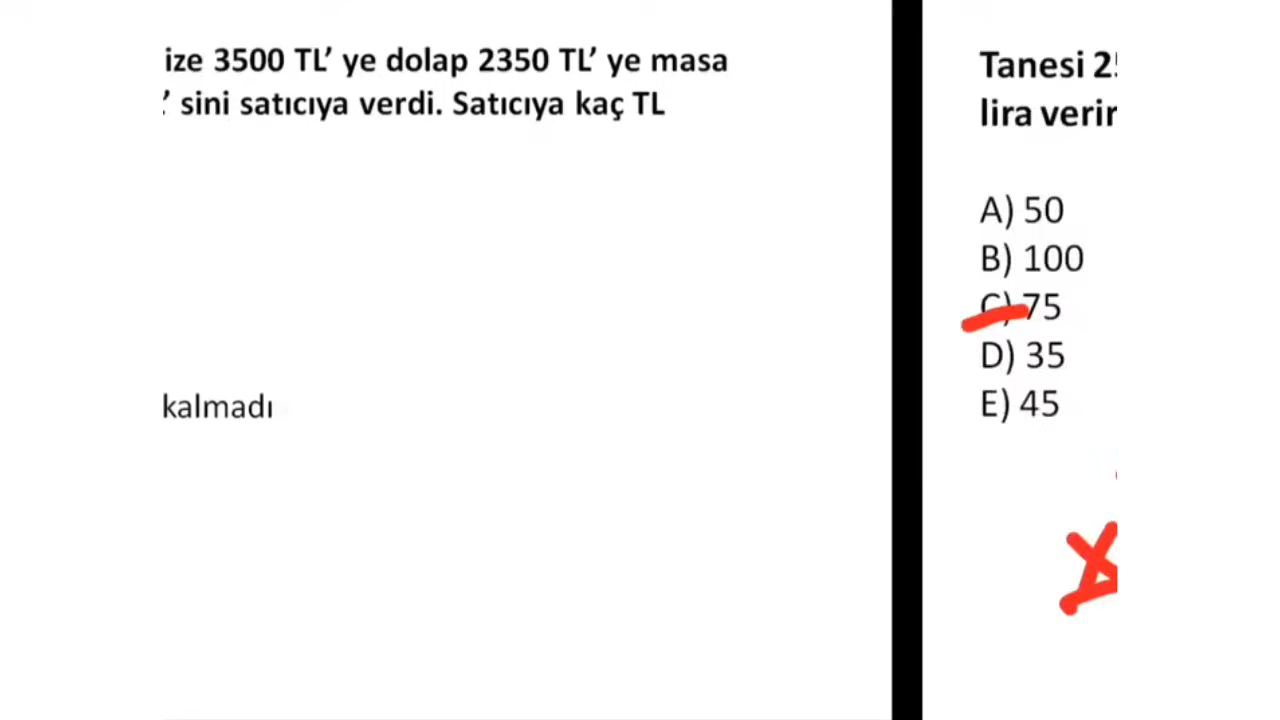 ize 3500 TL’ ye dolap 2350 TL’ ye masa
’ sini satıcıya verdi. Satıcıya kaç TL
kalmadı
Tanesi 2
lira verir
A) 50
B) 100
C) 75
D) 35
E) 45